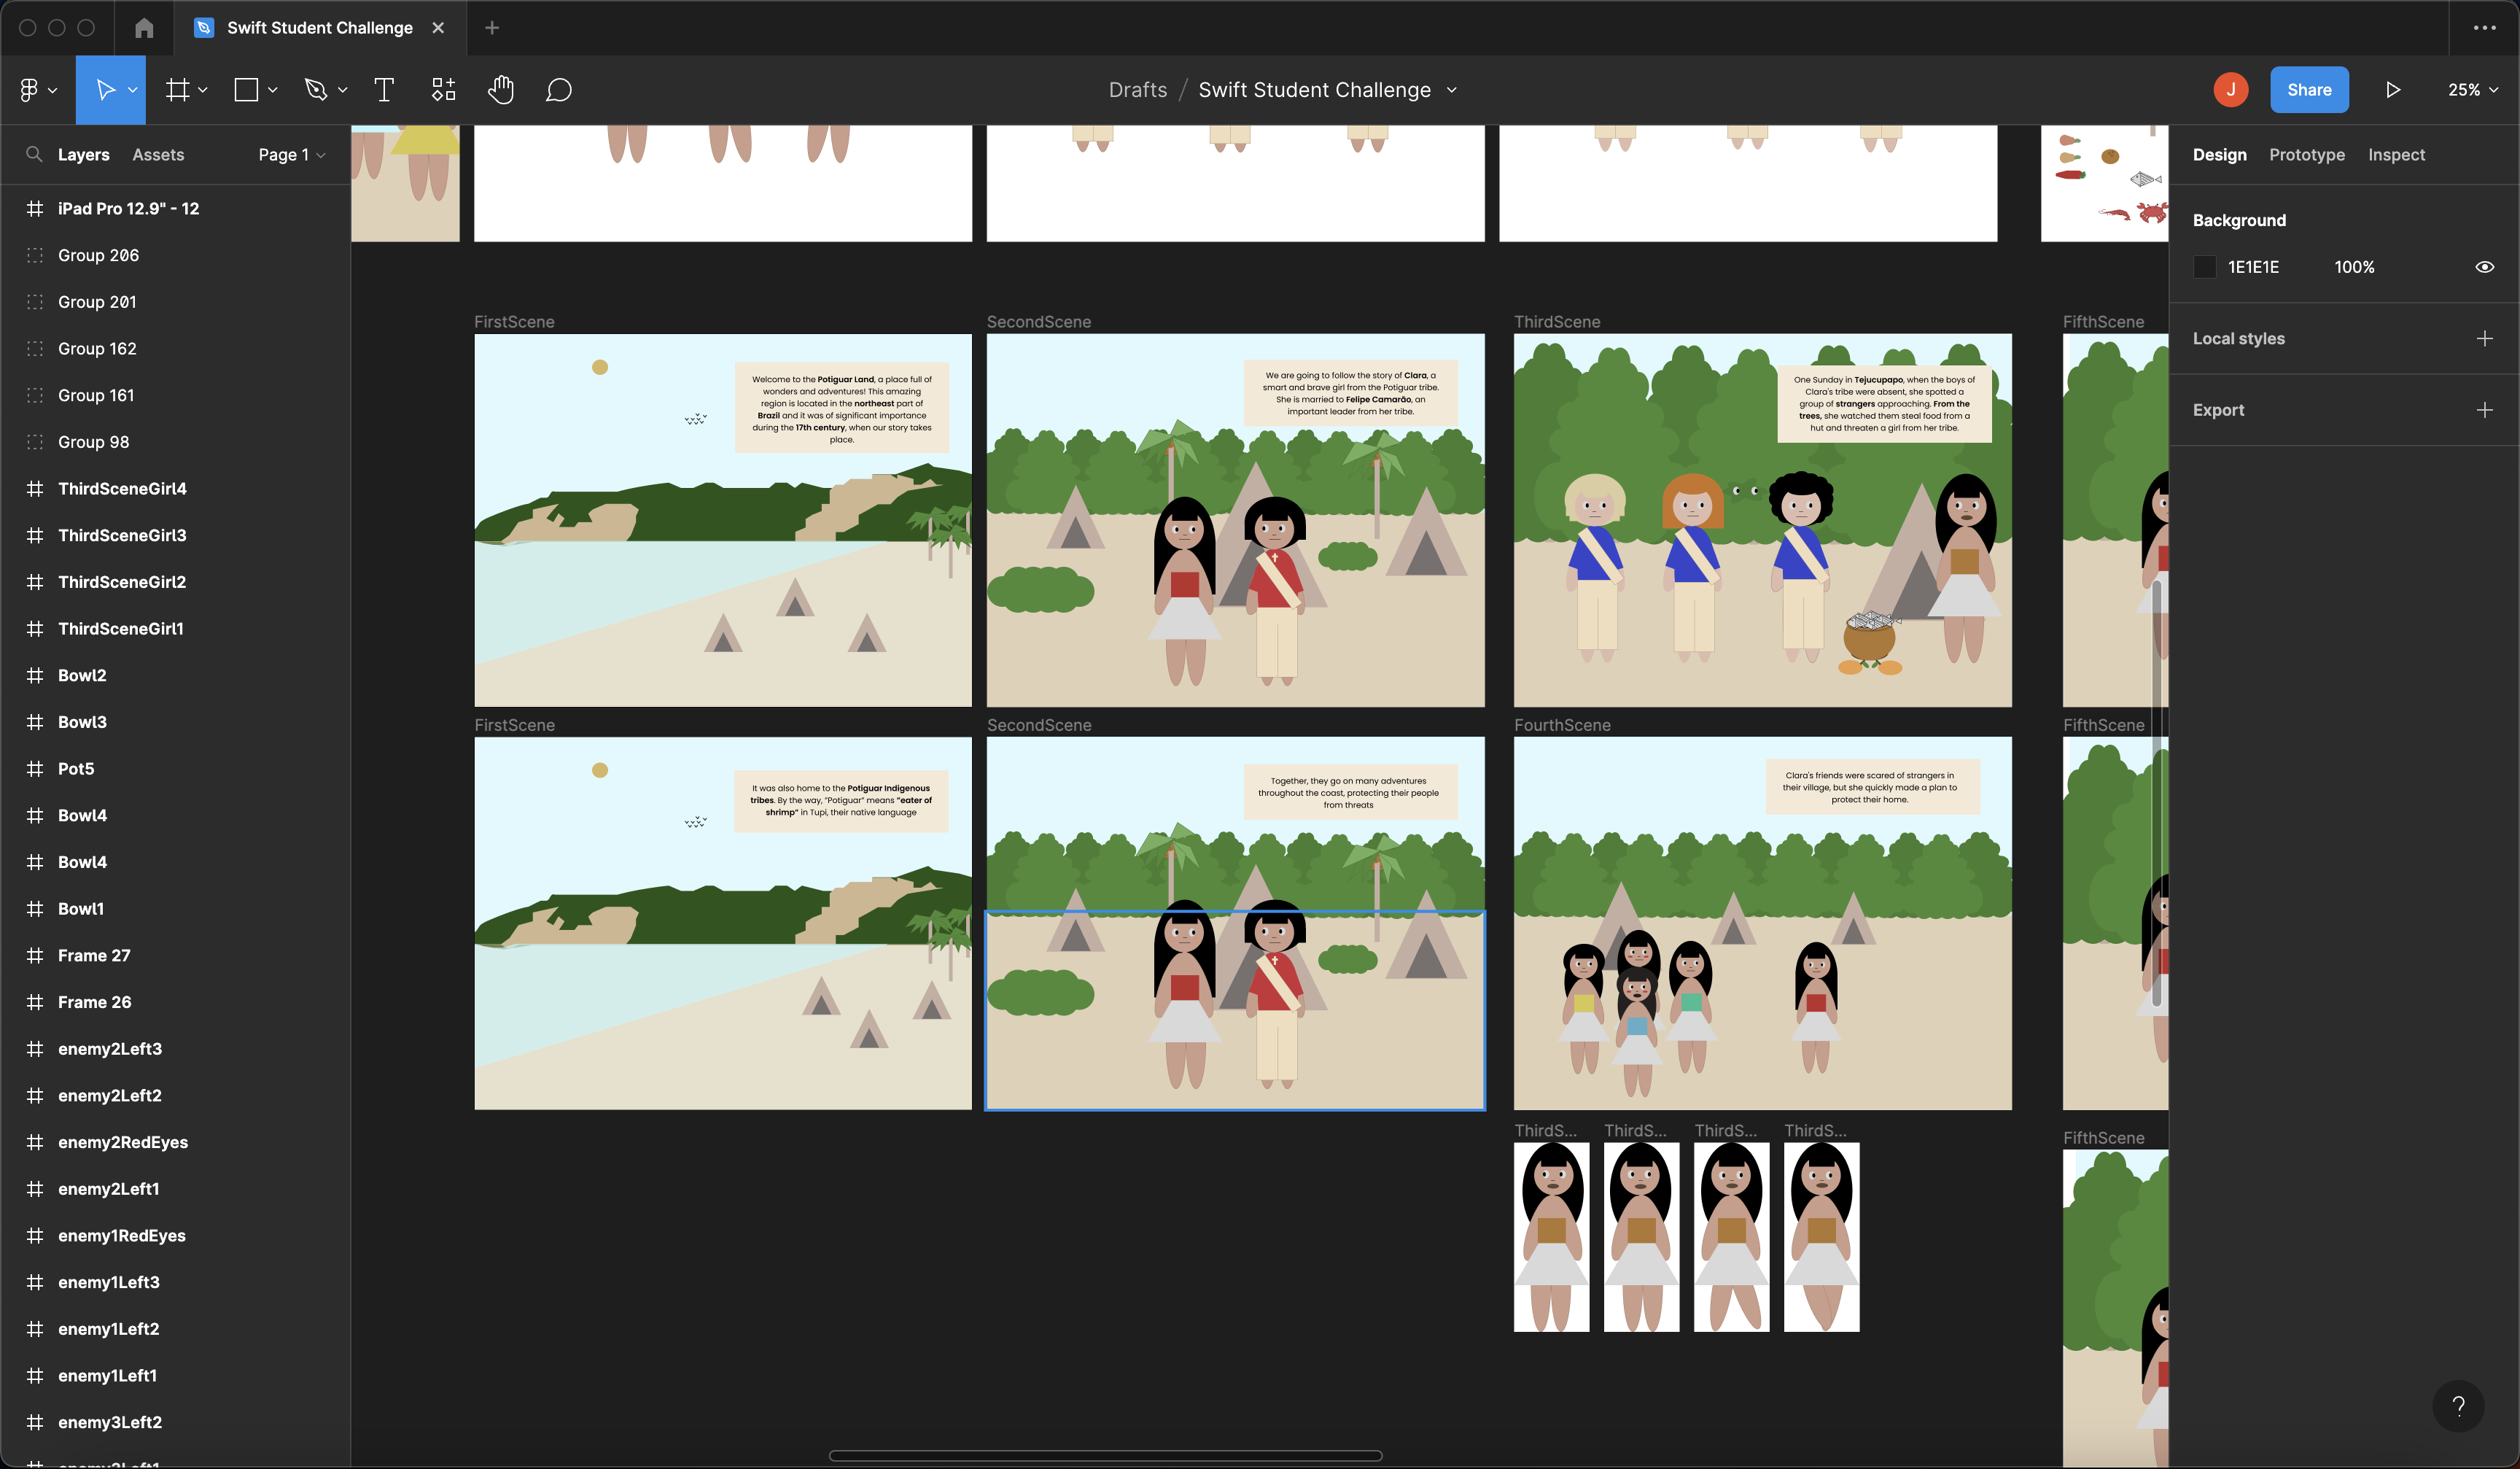 Swift Student Challenge
Drafts / Swift Student Challenge
J
Share
25%
Layers
Assets
Page 1
iPad Pro 12.9" - 12
Group 206
Group 201
Group 162
Group 161
Group 98
ThirdSceneGirl4
ThirdSceneGirl3
ThirdSceneGirl2
ThirdSceneGirl1
Bowl2
Bowl3
Pot5
Bowl4
Bowl4
Bowl1
Frame 27
Frame 26
enemy2Left3
enemy2Left2
enemy2RedEyes
enemy2Left1
enemy1RedEyes
enemy1Left3
enemy1Left2
enemy1Left1
enemy3Left2
FirstScene
Welcome to the Potiguar Land, a place full of
wonders and adventures! This amazing
region is located in the northeast part of
Brazil and it was of significant importance
during the 17th century, when our story takes
place.
SecondScene
We are going to follow the story of Clara, a
smart and brave girl from the Potiguar tribe.
She is married to Felipe Camarão, an
important leader from her tribe.
ThirdScene
One Sunday in Tejucupapo, when the boys of
Clara's tribe were absent, she spotted a
group of strangers approaching. From the
trees, she watched them steal food from a
hut and threaten a girl from her tribe.
FifthScene
FirstScene
It was also home to the Potiguar Indigenous
tribes. By the way, "Potiguar" means "eater of
shrimp" in Tupi, their native language
SecondScene
Together, they go on many adventures
throughout the coast, protecting their people
from threats
FourthScene
Clara's friends were scared of strangers in
their village, but she quickly made a plan to
protect their home.
FifthScene
ThirdS...
ThirdS...
ThirdS...
ThirdS...
FifthScene
Design
Prototype
Inspect
Background
1E1E1E
100%
Local styles
Export
?